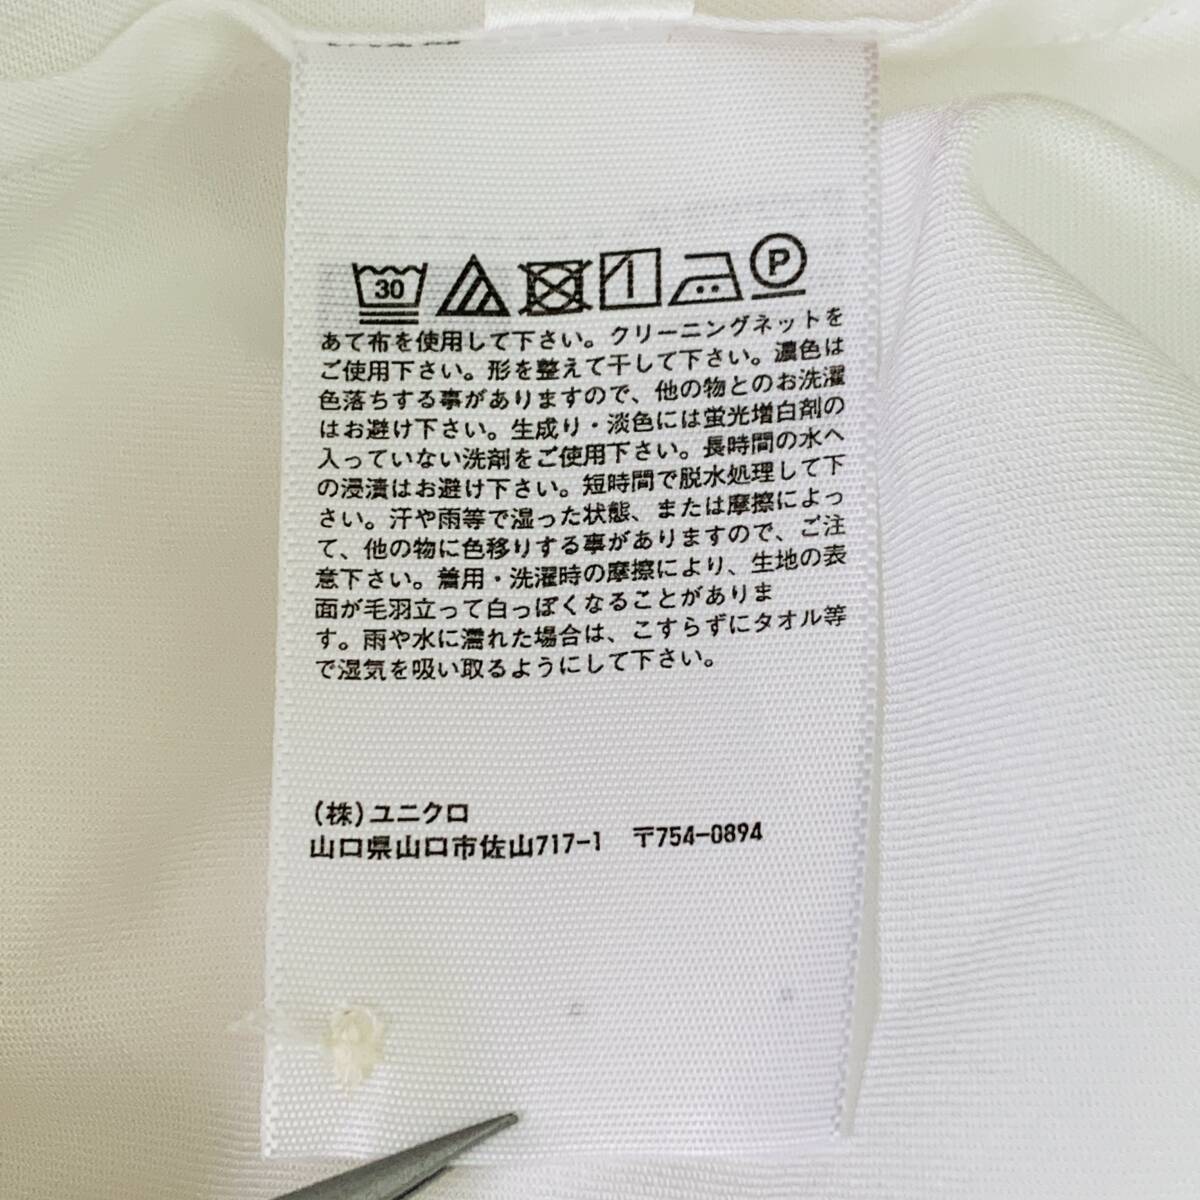 30
P
あて布を使用して下さい。クリーニングネットを
ご使用下さい。形を整えて干して下さい。濃色は
色落ちする事がありますので、他の物とのお洗濯
はお避け下さい。生成り・淡色には蛍光増白剤の
入っていない洗剤をご使用下さい。長時間の水へ
の浸漬はお避け下さい。短時間で脱水処理して下
さい。汗や雨等で湿った状態、または摩擦によっ
て、他の物に色移りする事がありますので、ご注
意下さい。着用・洗濯時の摩擦により、生地の表
面が毛羽立って白っぽくなることがありま
す。雨や水に濡れた場合は、こすらずにタオル等
で湿気を吸い取るようにして下さい。
(株)ユニクロ
山口県山口市佐山717-1 〒754-0894